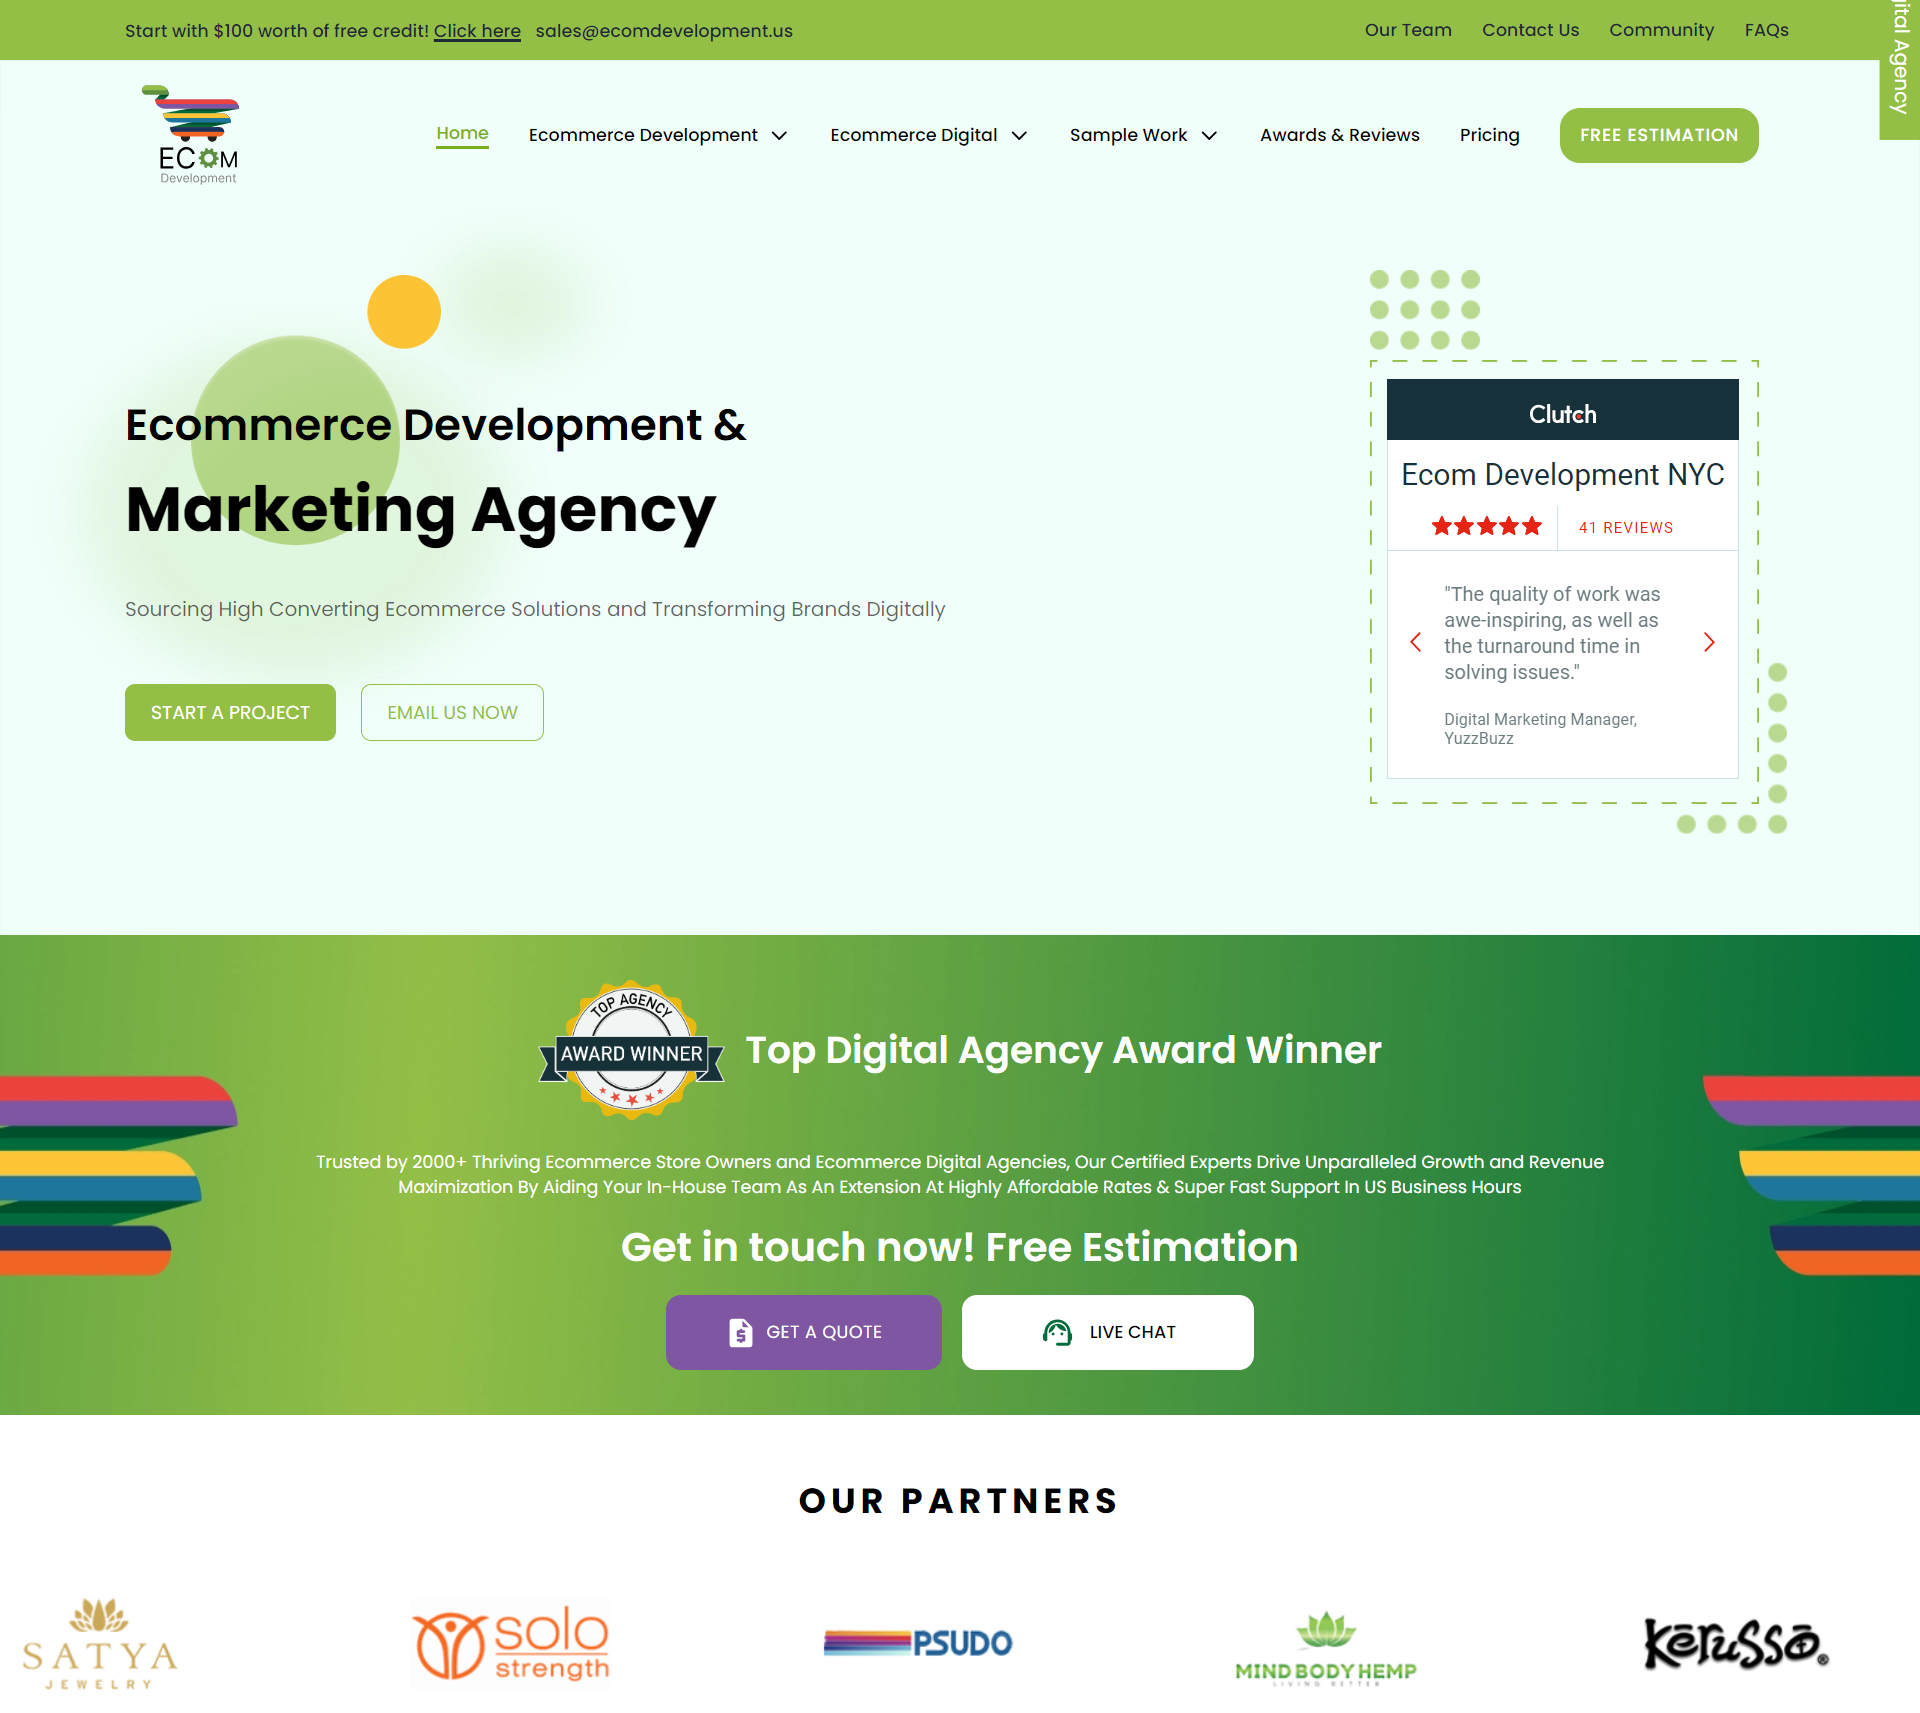 Start with $100 worth of free credit! Click here sales@ecomdevelopment.us
Our Team Contact Us Community FAQs
Agency
ECOM
Development
Home Ecommerce Development Ecommerce Digital Sample Work Awards & Reviews Pricing FREE ESTIMATION
Ecommerce Development &
Marketing Agency
Sourcing High Converting Ecommerce Solutions and Transforming Brands Digitally
START A PROJECT EMAIL US NOW
Clutch
Ecom Development NYC
41 REVIEWS
"The quality of work was
awe-inspiring, as well as
the turnaround time in
solving issues."
Digital Marketing Manager,
YuzzBuzz
TOP AGENCY
AWARD WINNER
Top Digital Agency Award Winner
Trusted by 2000+ Thriving Ecommerce Store Owners and Ecommerce Digital Agencies, Our Certified Experts Drive Unparalleled Growth and Revenue
Maximization By Aiding Your In-House Team As An Extension At Highly Affordable Rates & Super Fast Support In US Business Hours
Get in touch now! Free Estimation
GET A QUOTE LIVE CHAT
OUR PARTNERS
SATYA
JEWELRY
solo
strength
PSUDO
MIND BODY HEMP
LIVING BETTER
Kerusso®